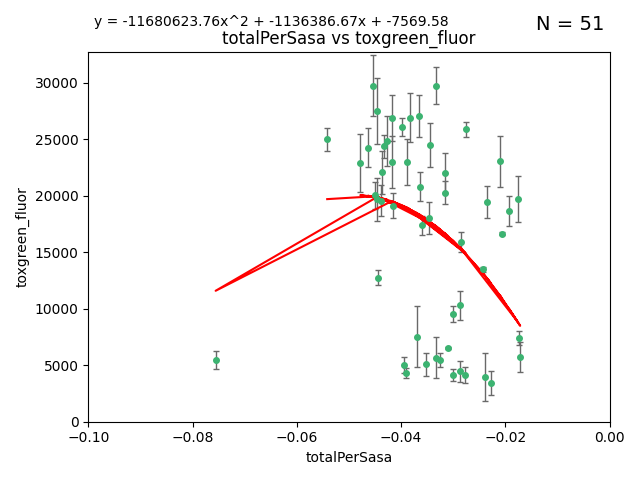 y = -11680623.76x^2 + -1136386.67x + -7569.58
N = 51
totalPerSasa vs toxgreen_fluor
30000
25000
20000
15000
10000
5000
0
toxgreen_fluor
−0.10 −0.08 −0.06 −0.04 −0.02 0.00
totalPerSasa